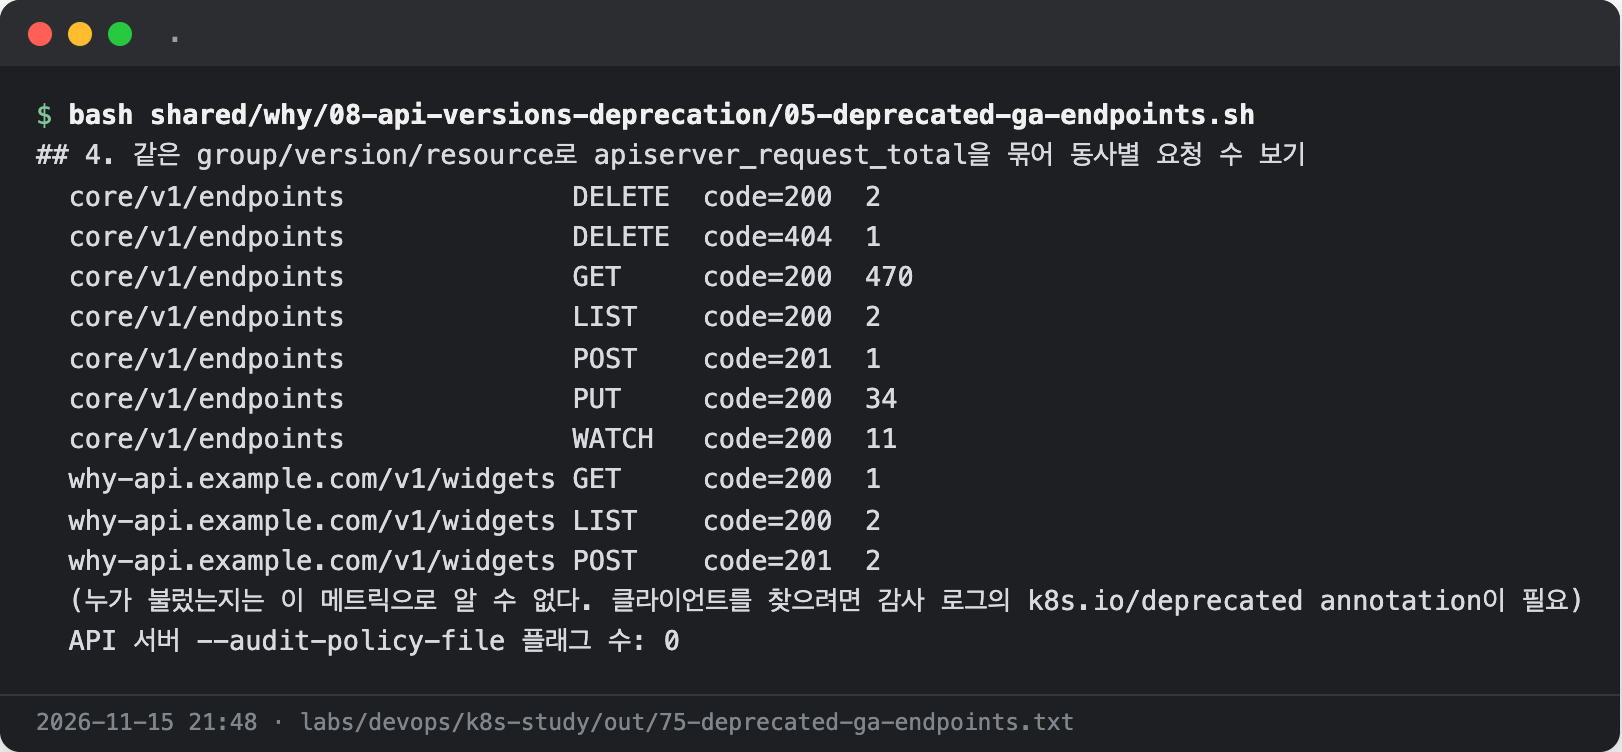 .
$ bash shared/why/08-api-versions-deprecation/05-deprecated-ga-endpoints.sh
## 4. 같은 group/version/resource로 apiserver_request_total을 묶어 동사별 요청 수 보기
core/v1/endpoints DELETE code=200 2
core/v1/endpoints DELETE code=404 1
core/v1/endpoints GET code=200 470
core/v1/endpoints LIST code=200 2
core/v1/endpoints POST code=201 1
core/v1/endpoints PUT code=200 34
core/v1/endpoints WATCH code=200 11
why-api.example.com/v1/widgets GET code=200 1
why-api.example.com/v1/widgets LIST code=200 2
why-api.example.com/v1/widgets POST code=201 2
(누가 불렀는지는 이 메트릭으로 알 수 없다. 클라이언트를 찾으려면 감사 로그의 k8s.io/deprecated annotation이 필요)
API 서버 --audit-policy-file 플래그 수: 0
2026-11-15 21:48 · labs/devops/k8s-study/out/75-deprecated-ga-endpoints.txt